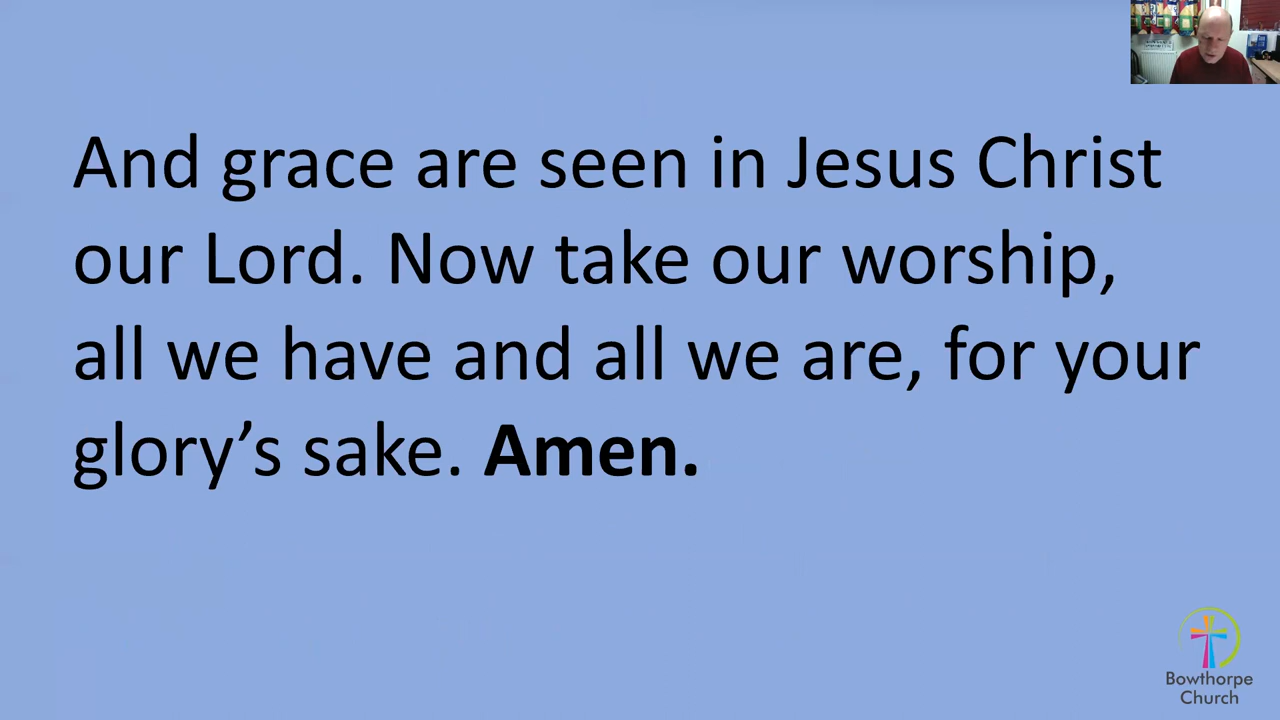 And grace are seen in Jesus Christ
our Lord. Now take our worship,
all we have and all we are, for your
glory’s sake. Amen.
Bowthorpe
Church